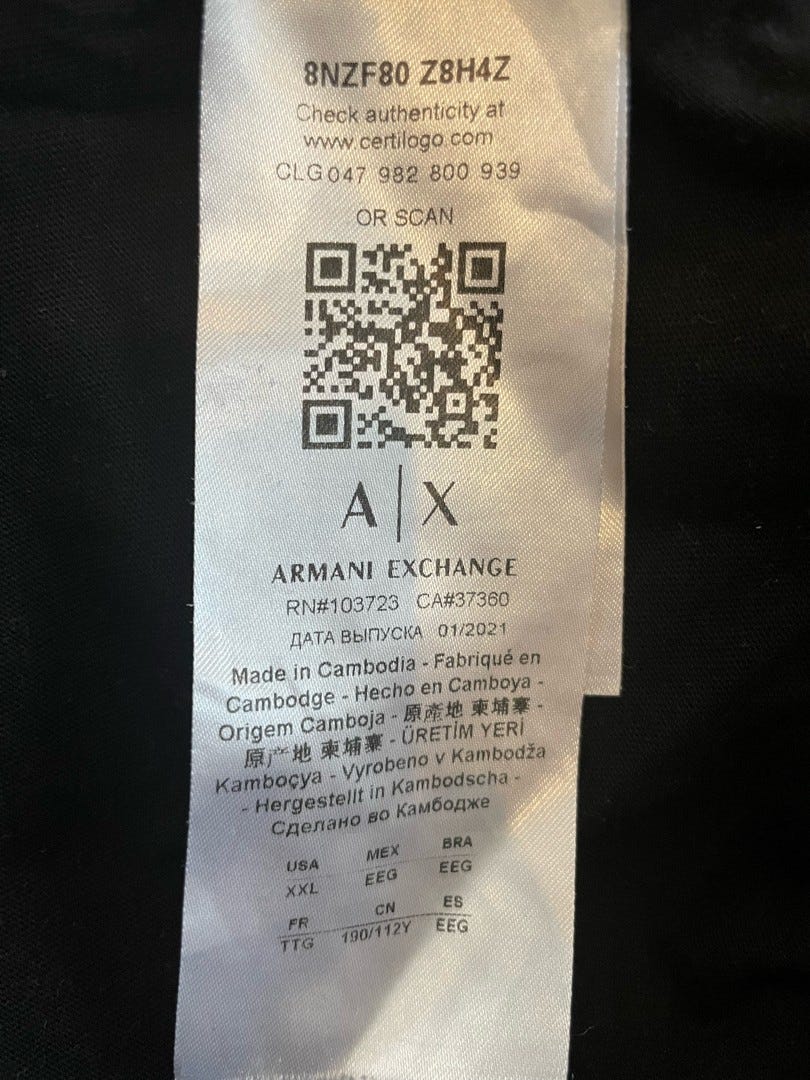 8NZF80 Z8H4Z
Check authenticity at
www.certilogo.com
CLG 047 982 800 939
OR SCAN
A|X
ARMANI EXCHANGE
RN#103723 CA#37360
ДАТА ВЫПУСКА 01/2021
Made in Cambodia - Fabriqué en
Cambodge - Hecho en Camboya -
Origem Camboja - 原產地 柬埔寨 -
原产地 柬埔寨 - ÜRETİM YERİ
Kamboçya - Vyrobeno v Kambodža
- Hergestellt in Kambodscha -
Сделано во Камбодже
USA MEX BRA
XXL EEG EEG
FR CN ES
TTG 190/112Y EEG